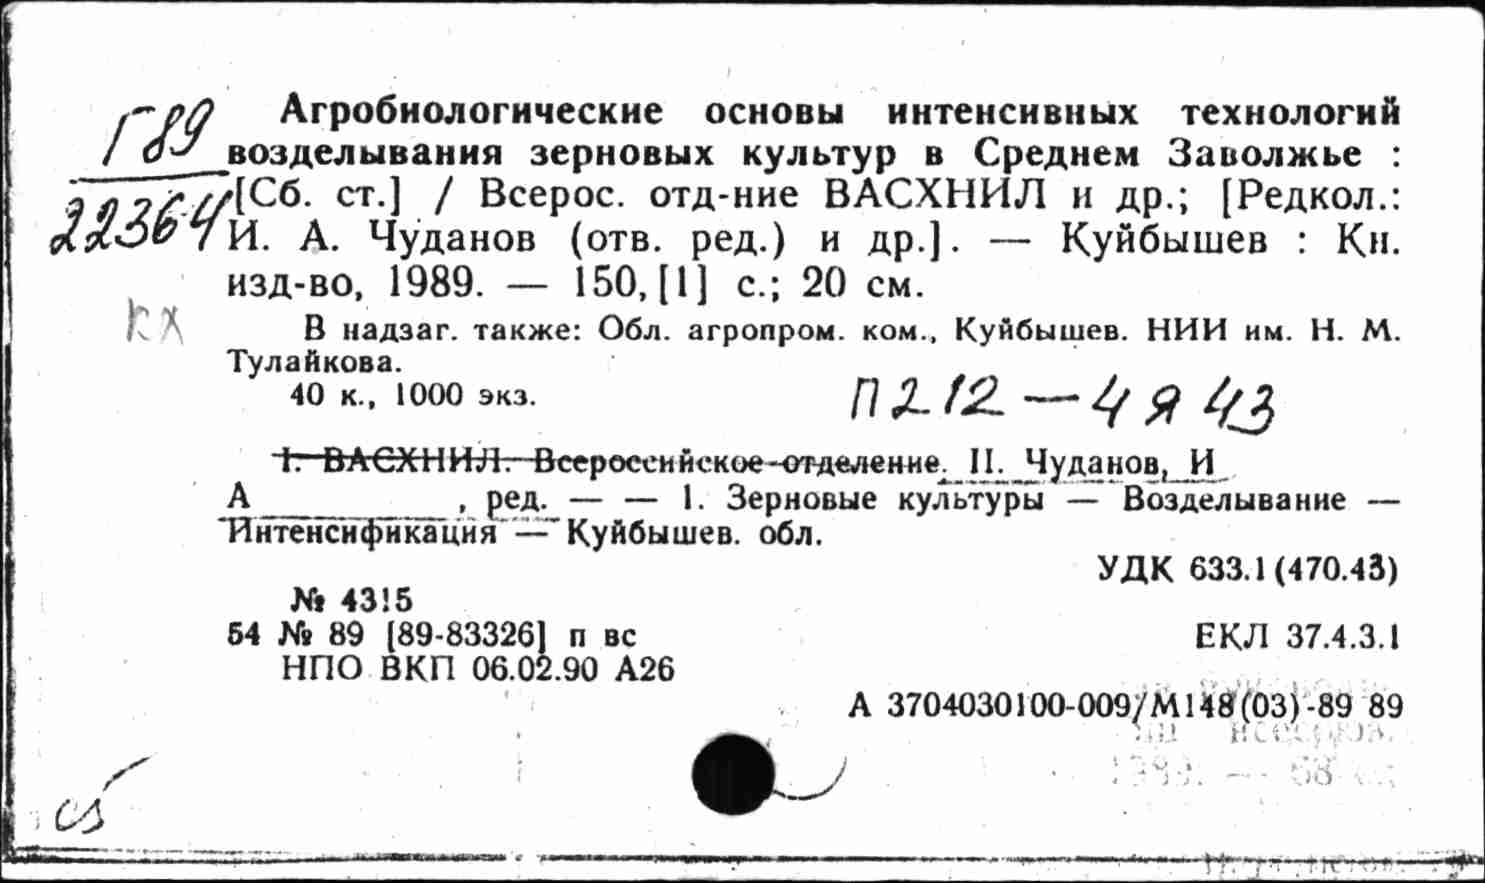 Г89
22364
кх
Агробиологические основы интенсивных технологий
возделывания зерновых культур в Среднем Заволжье :
[Сб. ст.] / Всерос. отд-ние ВАСХНИЛ и др.; [Редкол.:
И. А. Чуданов (отв. ред.) и др.]. — Куйбышев : Кн.
изд-во, 1989. — 150, [1] с.; 20 см.
В надзаг. также: Обл. агропром. ком., Куйбышев. НИИ им. Н. М.
Тулайкова.
40 к., 1000 экз.
П212—4Я43
I. ВАСХНИЛ. Всероссийское отделение. II. Чуданов, И
А , ред. — — 1. Зерновые культуры — Возделывание —
Интенсификация — Куйбышев. обл.
УДК 633.1(470.43)
№ 4315
54 № 89 [89-83326] п вс
ЕКЛ 37.4.3.1
НПО ВКП 06.02.90 А26
А 3704030100-009/М148(03)-89 89
сб